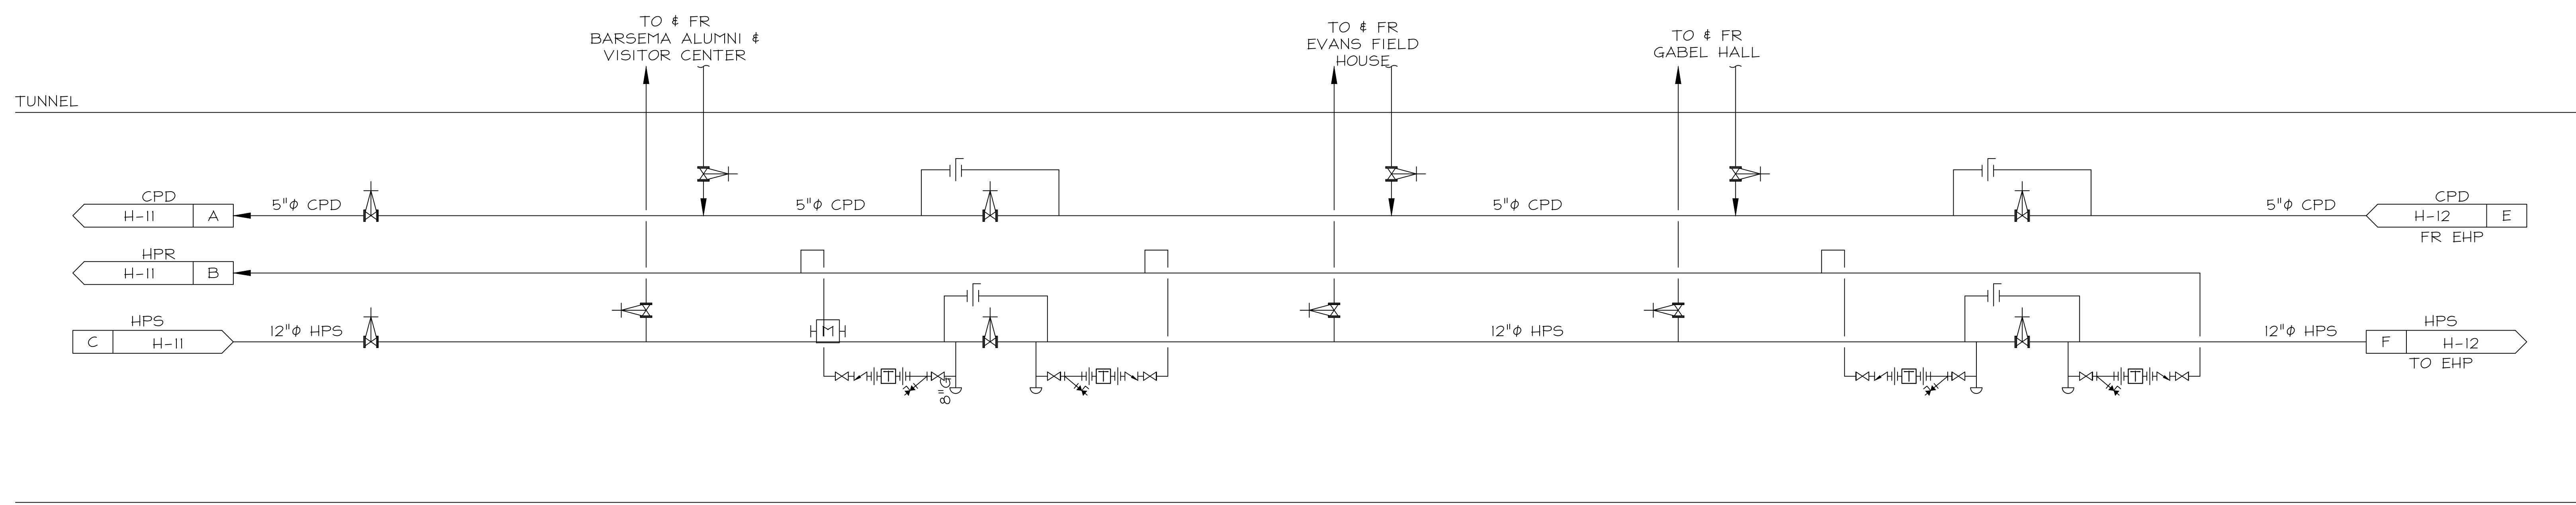 TO & FR
BARSEMA ALUMNI &
VISITOR CENTER
TO & FR
EVANS FIELD
HOUSE
TO & FR
GABEL HALL
TUNNEL
CPD
H-11 A
5"φ CPD
5"φ CPD
5"φ CPD
5"φ CPD
CPD
H-12 E
FR EHP
HPR
H-11 B
HPS
C H-11
12"φ HPS
M
12"φ HPS
12"φ HPS
HPS
F H-12
TO EHP
T
T
T
T